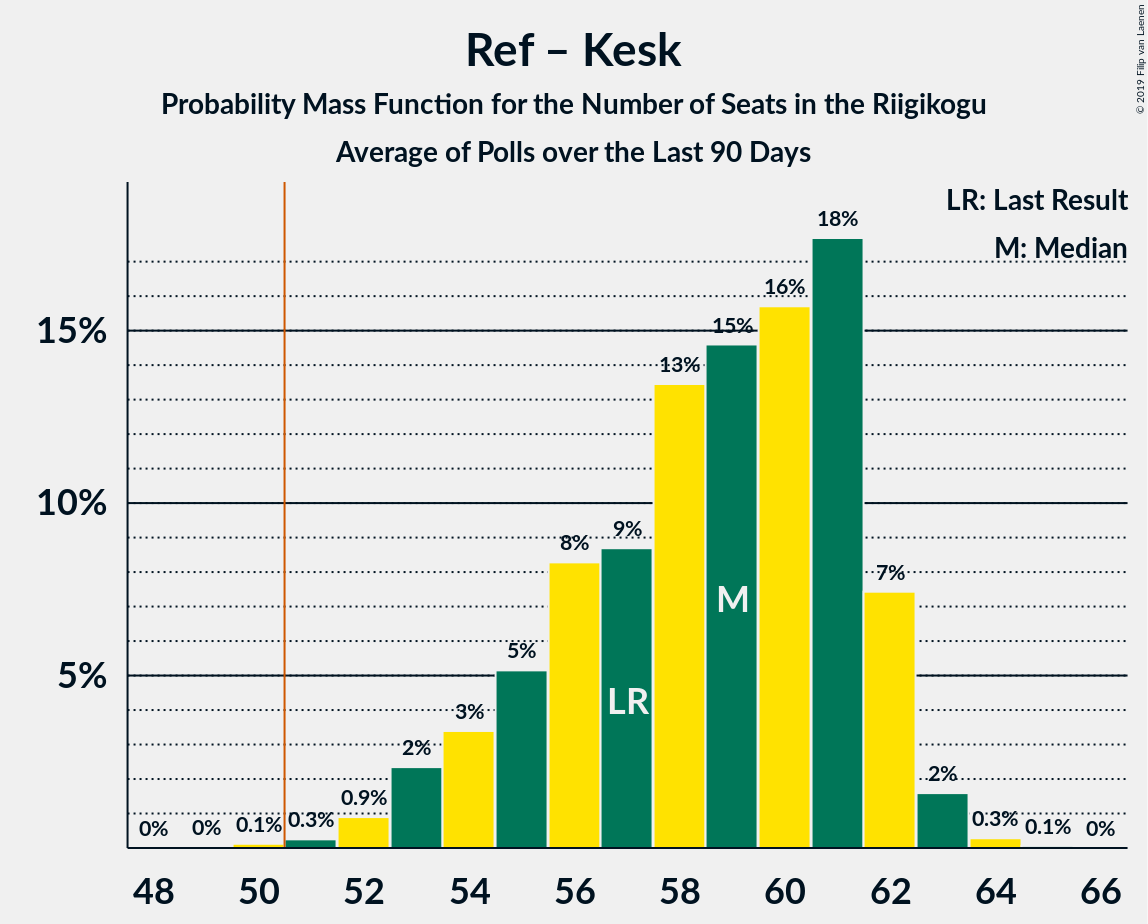 Ref – Kesk
Probability Mass Function for the Number of Seats in the Riigikogu
Average of Polls over the Last 90 Days
© 2019 Filip van Laenen
LR: Last Result
M: Median
15%
10%
5%
0%
0%
0.1%
0.3%
0.9%
2%
3%
5%
8%
9%
13%
15%
16%
18%
7%
2%
0.3%
0.1%
0%
LR
M
48 50 52 54 56 58 60 62 64 66